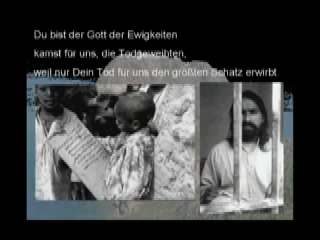 Du bist der Gott der Ewigkeiten
kamst für uns, die Todgeweihten,
weil nur Dein Tod für uns den größten Schatz erwirbt